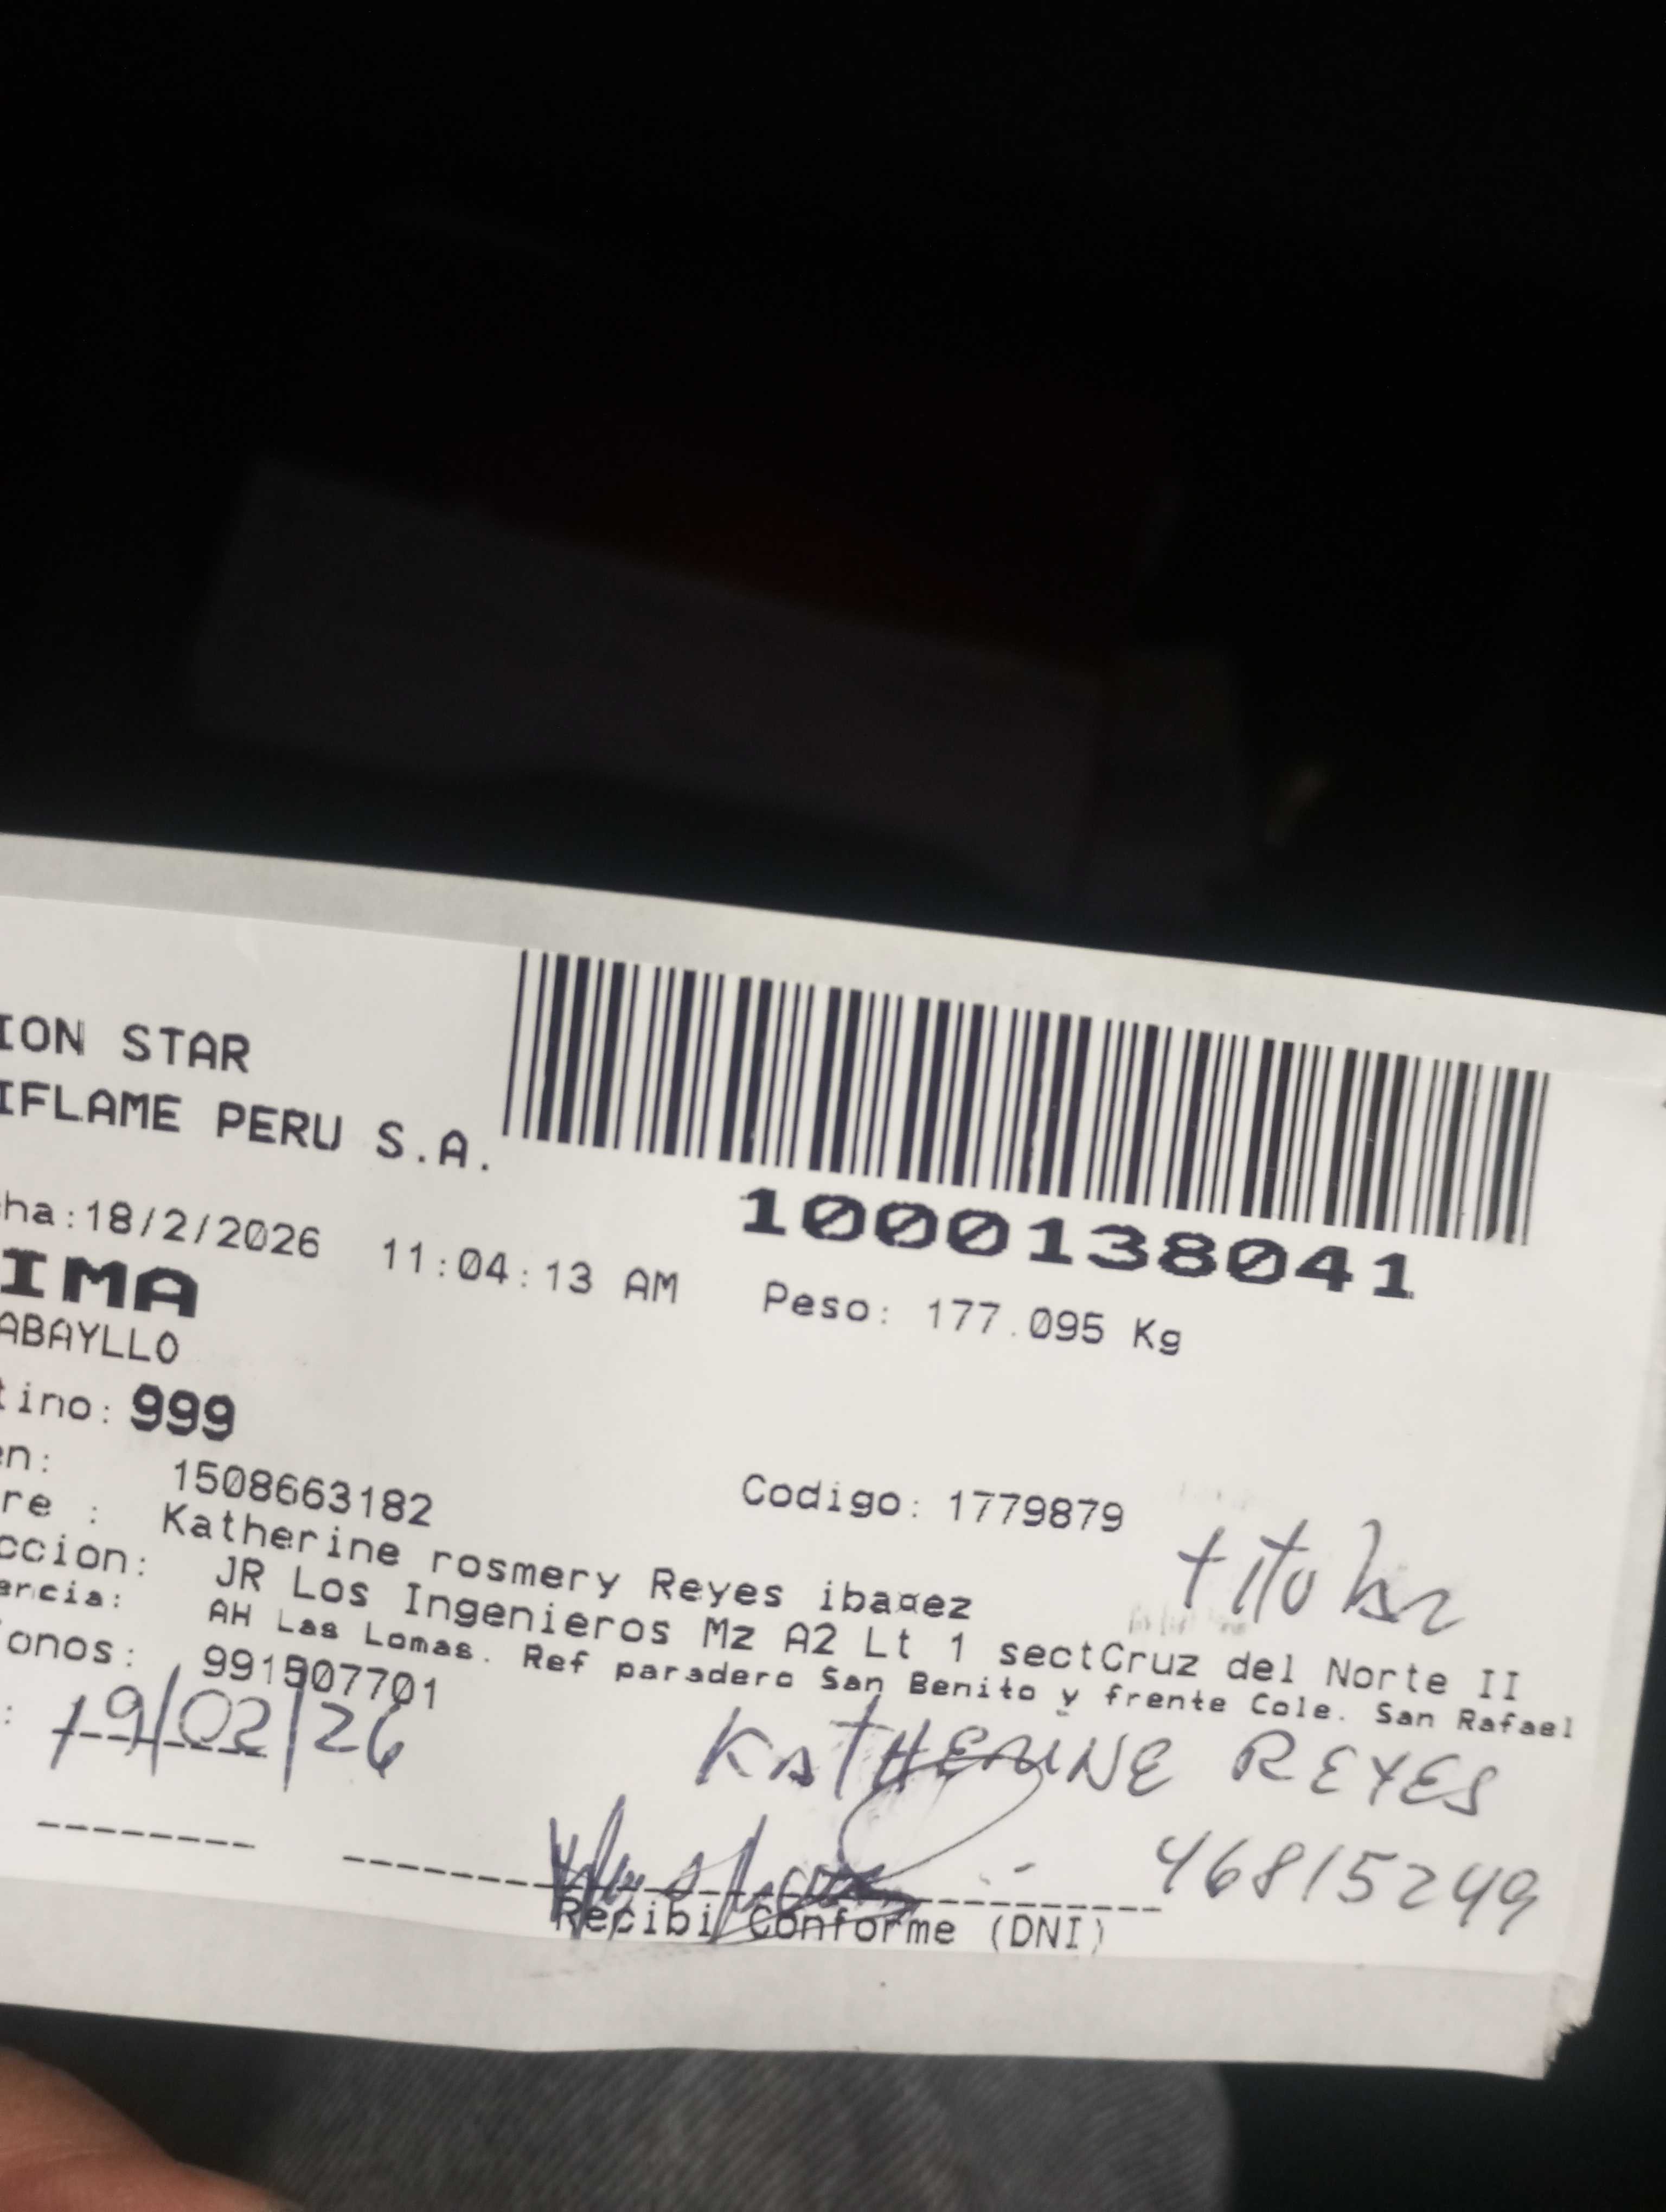 ION STAR
IFLAME PERU S.A.
1000138041
ha:18/2/2026 11:04:13 AM Peso: 177.095 Kg
IMA
ABAYLLO
tino: 999
en: 1508663182 Codigo: 1779879
re : Katherine rosmery Reyes ibaאez
titular
ccion: JR Los Ingenieros Mz A2 Lt 1 sectCruz del Norte II
encia: AH Las Lomas. Ref paradero San Benito y frente Cole. San Rafael
onos: 991507701
: 19/02/26
KATHERINE REYES
46815249
Recibi Conforme (DNI)